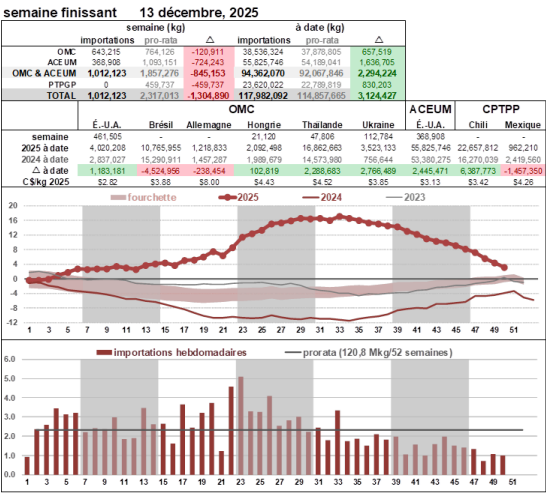 semaine finissant 13 décembre, 2025
semaine (kg) à date (kg)
importations pro-rata △ importations pro-rata △
OMC 643,215 764,126 -120,911 38,536,324 37,878,805 657,519
ACEUM 368,908 1,093,151 -724,243 55,825,746 54,189,041 1,636,705
OMC & ACEUM 1,012,123 1,857,276 -845,153 94,362,070 92,067,846 2,294,224
PTPGP 0 459,737 -459,737 23,620,022 22,789,819 830,203
TOTAL 1,012,123 2,317,013 -1,304,890 117,982,092 114,857,665 3,124,427
OMC ACEUM CPTPP
É.-U.A. Brésil Allemagne Hongrie Thaïlande Ukraine É.-U.A. Chili Mexique
semaine 461,505 - - 21,120 47,806 112,784 368,908 - -
2025 à date 4,020,208 10,765,955 1,218,833 2,092,498 16,862,663 3,523,133 55,825,746 22,657,812 962,210
2024 à date 2,837,027 15,290,911 1,457,287 1,989,679 14,573,980 756,644 53,380,275 16,270,039 2,419,560
△ à date 1,183,181 -4,524,956 -238,454 102,819 2,288,683 2,766,489 2,445,471 6,387,773 -1,457,350
C$/kg 2025 $2.82 $3.88 $8.00 $4.43 $4.52 $3.85 $3.13 $3.42 $4.26
fourchette 2025 2024 2023
20
16
12
8
4
0
-4
-8
-12
1 3 5 7 9 11 13 15 17 19 21 23 25 27 29 31 33 35 37 39 41 43 45 47 49 51
importations hebdomadaires prorata (120,8 Mkg/52 semaines)
6.0
5.0
4.0
3.0
2.0
1.0
0.0
1 3 5 7 9 11 13 15 17 19 21 23 25 27 29 31 33 35 37 39 41 43 45 47 49 51